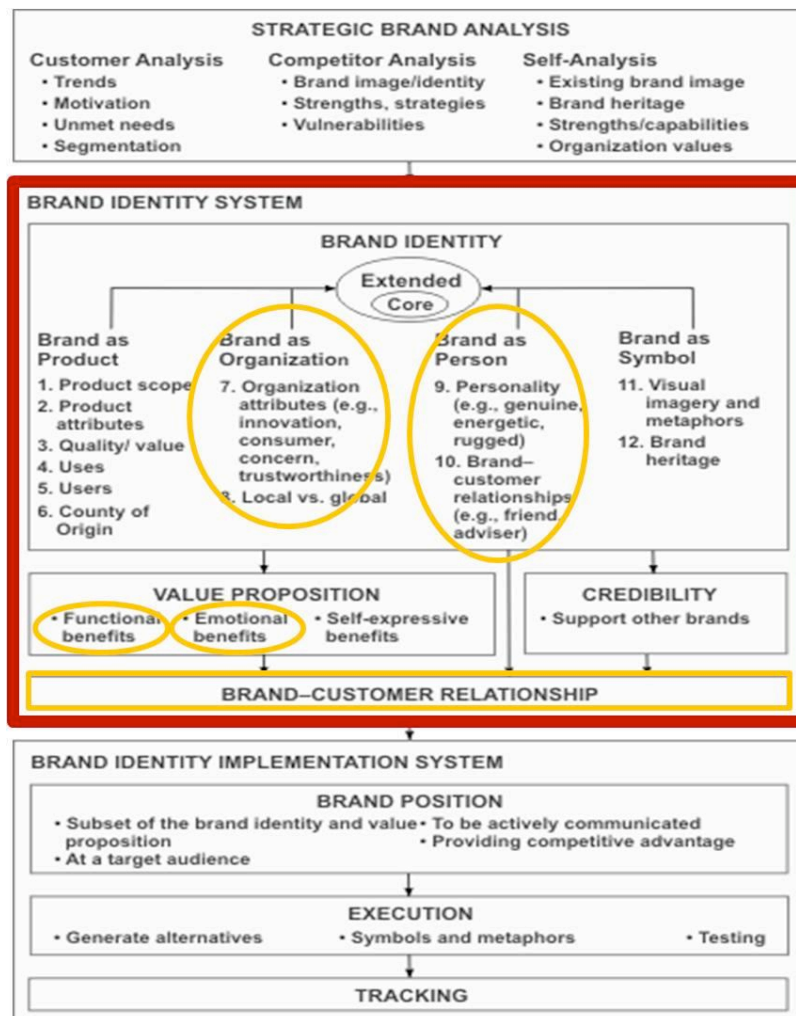 STRATEGIC BRAND ANALYSIS
Customer Analysis
• Trends
• Motivation
• Unmet needs
• Segmentation
Competitor Analysis
• Brand image/identity
• Strengths, strategies
• Vulnerabilities
Self-Analysis
• Existing brand image
• Brand heritage
• Strengths/capabilities
• Organization values
BRAND IDENTITY SYSTEM
BRAND IDENTITY
Extended
Core
Brand as
Product
1. Product scope
2. Product
attributes
3. Quality/ value
4. Uses
5. Users
6. County of
Origin
Brand as
Organization
7. Organization
attributes (e.g.,
innovation,
consumer,
concern,
trustworthiness)
8. Local vs. global
Brand as
Person
9. Personality
(e.g., genuine,
energetic,
rugged)
10. Brand–
customer
relationships
(e.g., friend,
adviser)
Brand as
Symbol
11. Visual
imagery and
metaphors
12. Brand
heritage
VALUE PROPOSITION
• Functional
benefits
• Emotional
benefits
• Self-expressive
benefits
CREDIBILITY
• Support other brands
BRAND–CUSTOMER RELATIONSHIP
BRAND IDENTITY IMPLEMENTATION SYSTEM
BRAND POSITION
• Subset of the brand identity and value
proposition
• At a target audience
• To be actively communicated
• Providing competitive advantage
EXECUTION
• Generate alternatives
• Symbols and metaphors
• Testing
TRACKING